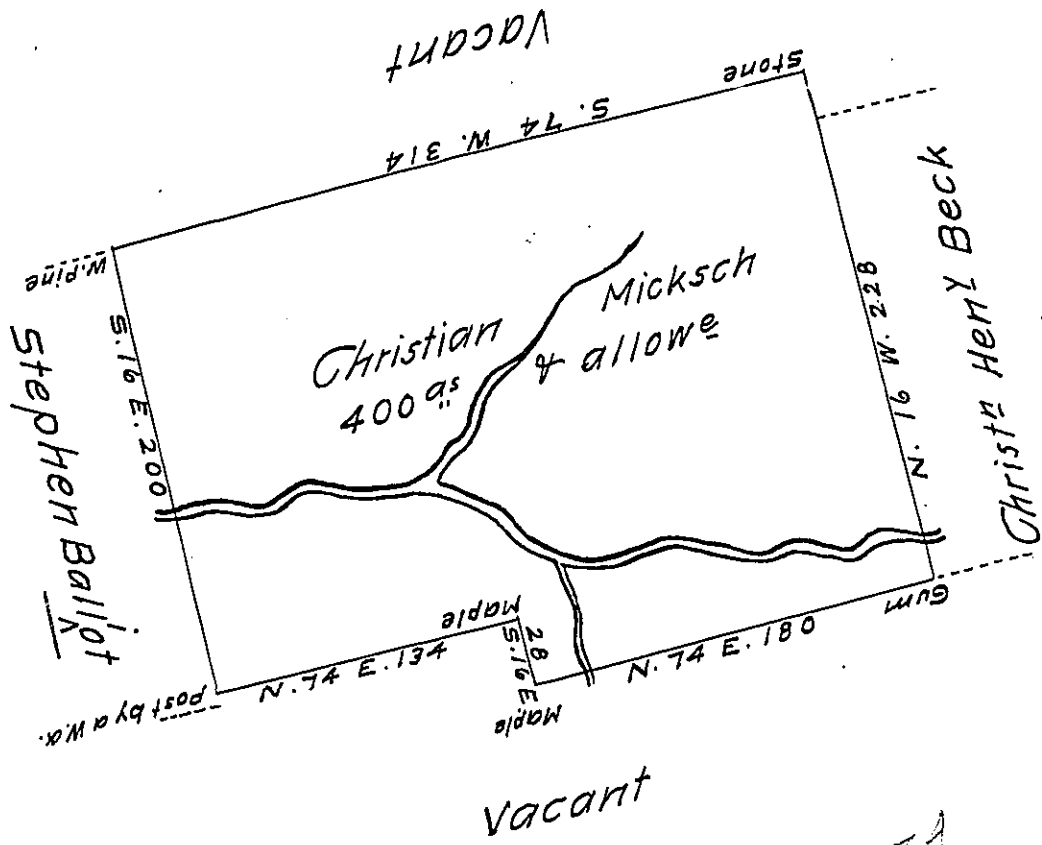 Vacant
Stone
S. 74 W. 314
W. Pine
S. 16 E. 200
Stephen Ballot
Christian Micksch
400 as & allowe
N. 16 W. 228
Christn Heny Beck
Gum
N. 74 E. 180
Maple
28
S. 16 E.
Maple
N. 74 E. 134
Post by a W.a.
Vacant